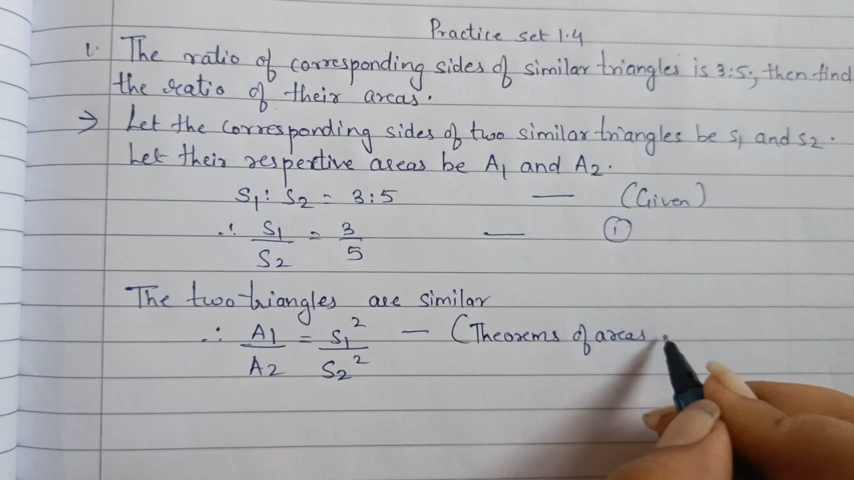 Practice set 1.4
1. The ratio of corresponding sides of similar triangles is 3:5, then find
the ratio of their areas.
→ Let the corresponding sides of two similar triangles be S₁ and S₂.
Let their respective areas be A₁ and A₂.
S₁ : S₂ = 3:5 — (Given)
∴ S₁/S₂ = 3/5 — ①
The two triangles are similar
∴ A₁/A₂ = S₁²/S₂² — (Theorems of areas